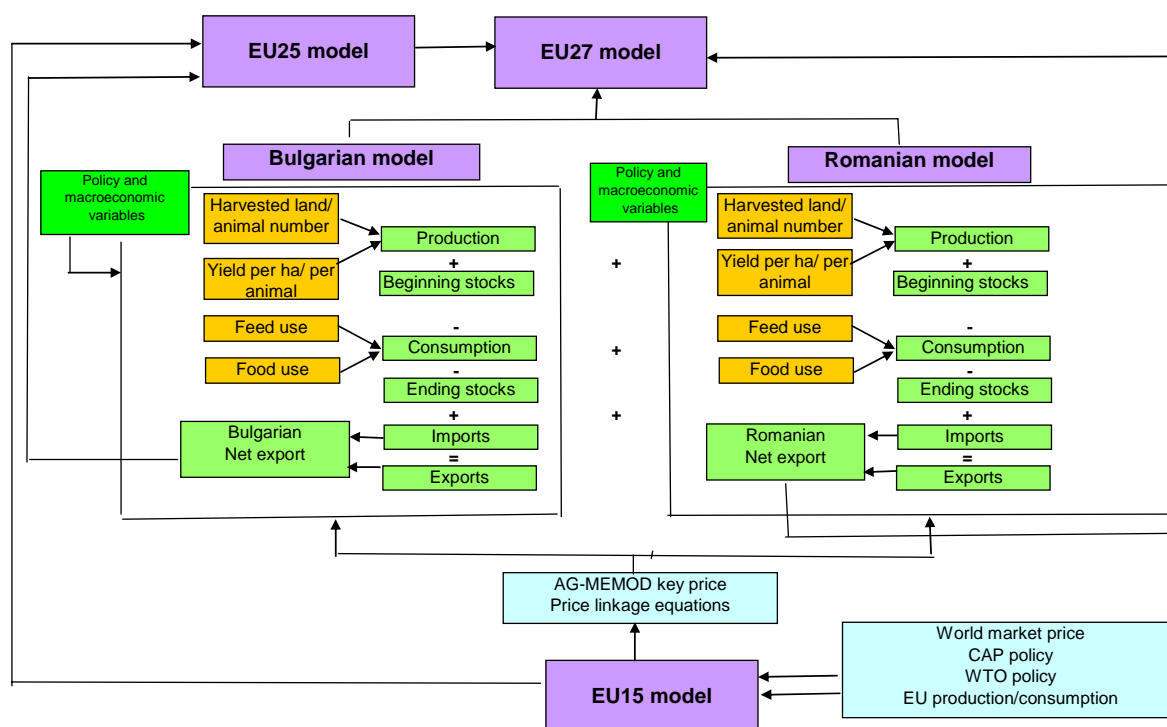 EU25 model
EU27 model
Bulgarian model
Romanian model
Policy and
macroeconomic
variables
Harvested land/
animal number
Production
+
Yield per ha/ per
animal
Beginning stocks
-
Feed use
Consumption
Food use
-
Ending stocks
+
Bulgarian
Net export
Imports
=
Exports
+
+
+
Policy and
macroeconomic
variables
Harvested land/
animal number
Production
+
Yield per ha/ per
animal
Beginning stocks
-
Feed use
Consumption
Food use
-
Ending stocks
+
Romanian
Net export
Imports
=
Exports
AG-MEMOD key price
Price linkage equations
EU15 model
World market price
CAP policy
WTO policy
EU production/consumption